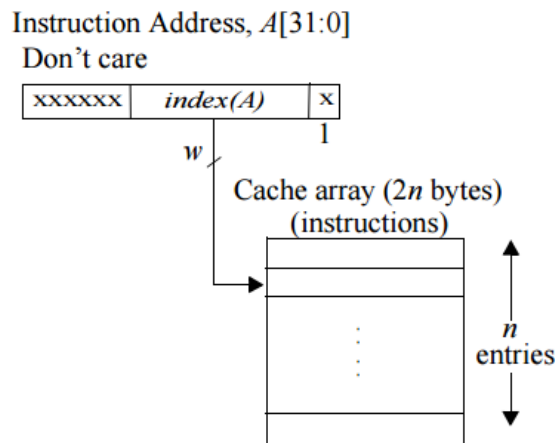 Instruction Address, A[31:0]
Don't care
xxxxxx index(A) x
1
w
Cache array (2n bytes)
(instructions)
n
entries